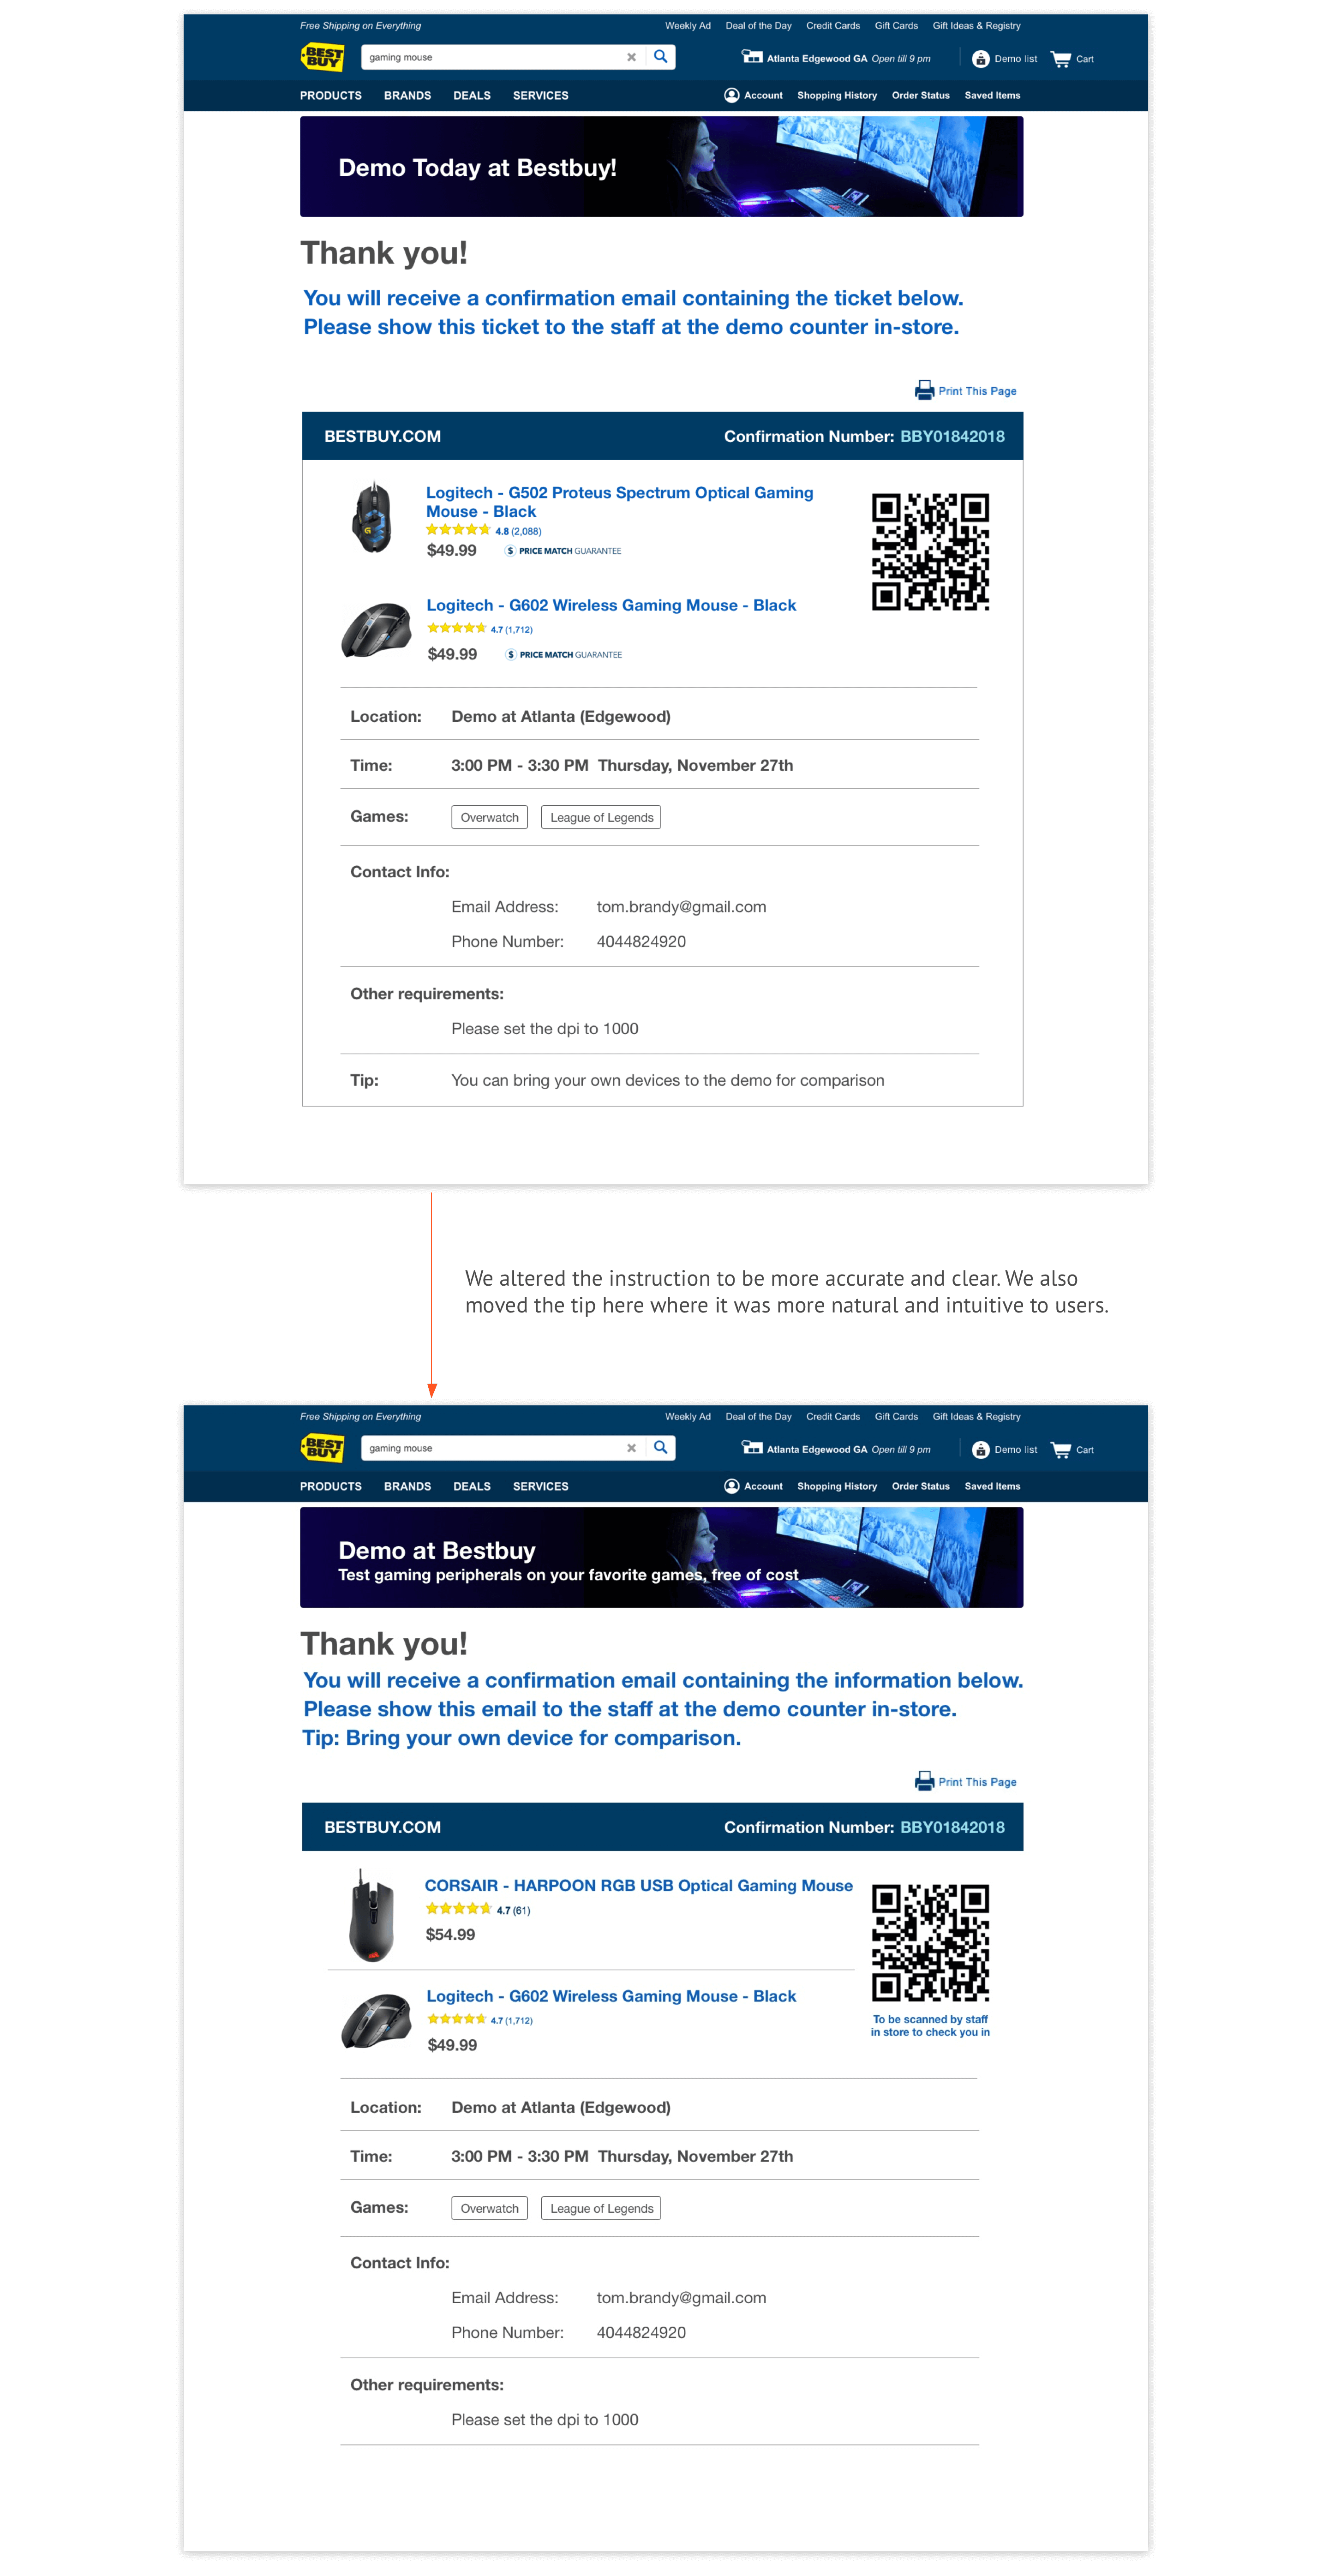 Free Shipping on Everything
Weekly Ad Deal of the Day Credit Cards Gift Cards Gift Ideas & Registry
BEST BUY
gaming mouse
Atlanta Edgewood GA Open till 9 pm
Demo list
Cart
PRODUCTS BRANDS DEALS SERVICES
Account Shopping History Order Status Saved Items
Demo Today at Bestbuy!
Thank you!
You will receive a confirmation email containing the ticket below.
Please show this ticket to the staff at the demo counter in-store.
Print This Page
BESTBUY.COM
Confirmation Number: BBY01842018
Logitech - G502 Proteus Spectrum Optical Gaming
Mouse - Black
4.8 (2,088)
$49.99 $ PRICE MATCH GUARANTEE
Logitech - G602 Wireless Gaming Mouse - Black
4.7 (1,712)
$49.99 $ PRICE MATCH GUARANTEE
Location: Demo at Atlanta (Edgewood)
Time: 3:00 PM - 3:30 PM Thursday, November 27th
Games: Overwatch League of Legends
Contact Info:
Email Address: tom.brandy@gmail.com
Phone Number: 4044824920
Other requirements:
Please set the dpi to 1000
Tip: You can bring your own devices to the demo for comparison
We altered the instruction to be more accurate and clear. We also
moved the tip here where it was more natural and intuitive to users.
Free Shipping on Everything
Weekly Ad Deal of the Day Credit Cards Gift Cards Gift Ideas & Registry
BEST BUY
gaming mouse
Atlanta Edgewood GA Open till 9 pm
Demo list
Cart
PRODUCTS BRANDS DEALS SERVICES
Account Shopping History Order Status Saved Items
Demo at Bestbuy
Test gaming peripherals on your favorite games, free of cost
Thank you!
You will receive a confirmation email containing the information below.
Please show this email to the staff at the demo counter in-store.
Tip: Bring your own device for comparison.
Print This Page
BESTBUY.COM
Confirmation Number: BBY01842018
CORSAIR - HARPOON RGB USB Optical Gaming Mouse
4.7 (61)
$54.99
Logitech - G602 Wireless Gaming Mouse - Black
4.7 (1,712)
$49.99
To be scanned by staff
in store to check you in
Location: Demo at Atlanta (Edgewood)
Time: 3:00 PM - 3:30 PM Thursday, November 27th
Games: Overwatch League of Legends
Contact Info:
Email Address: tom.brandy@gmail.com
Phone Number: 4044824920
Other requirements:
Please set the dpi to 1000